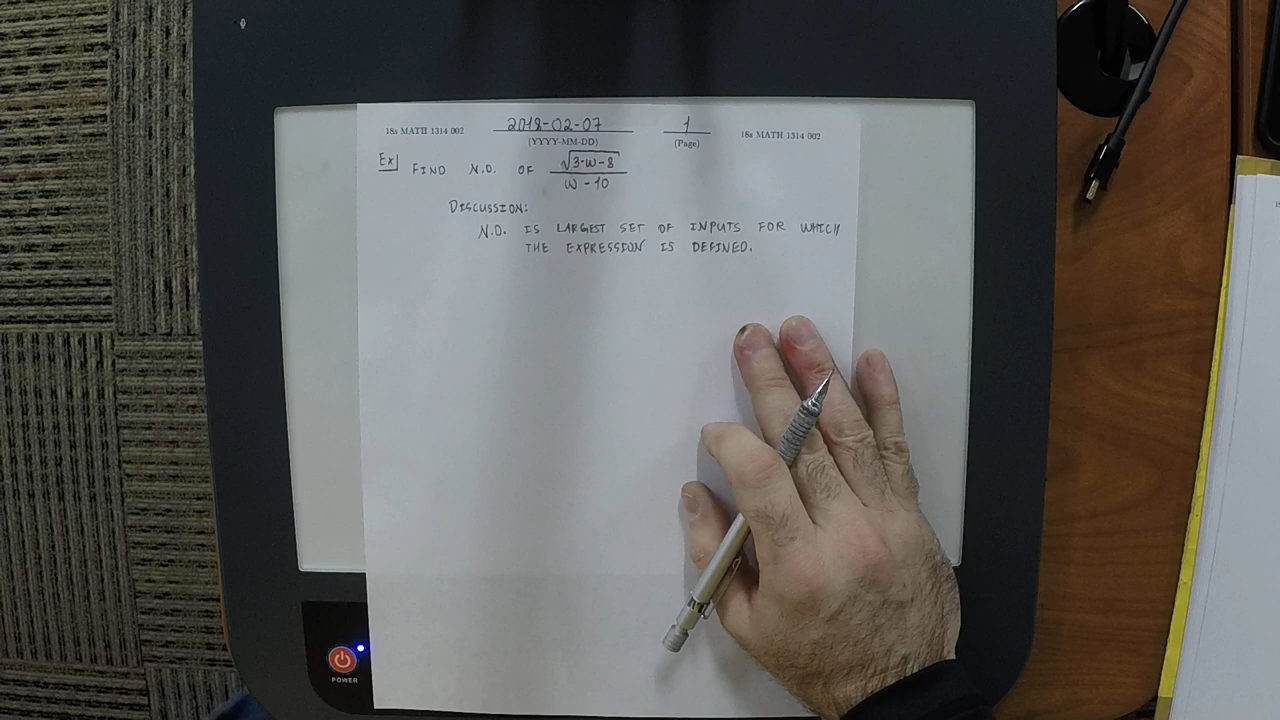 18s MATH 1314 002 2018-02-07 1 18s MATH 1314 002
(YYYY-MM-DD) (Page)
Ex] FIND N.D. OF √(3·W-8) / (W-10)
DISCUSSION:
N.D. IS LARGEST SET OF INPUTS FOR WHICH
THE EXPRESSION IS DEFINED.
POWER